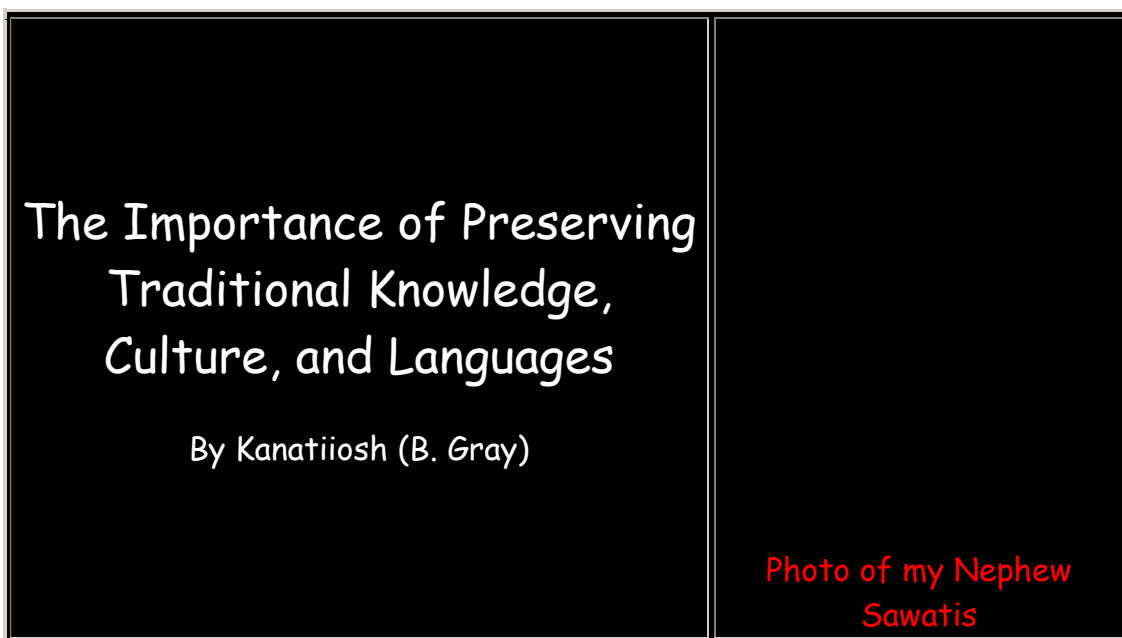 The Importance of Preserving
Traditional Knowledge,
Culture, and Languages
By Kanatiiosh (B. Gray)
Photo of my Nephew
Sawatis